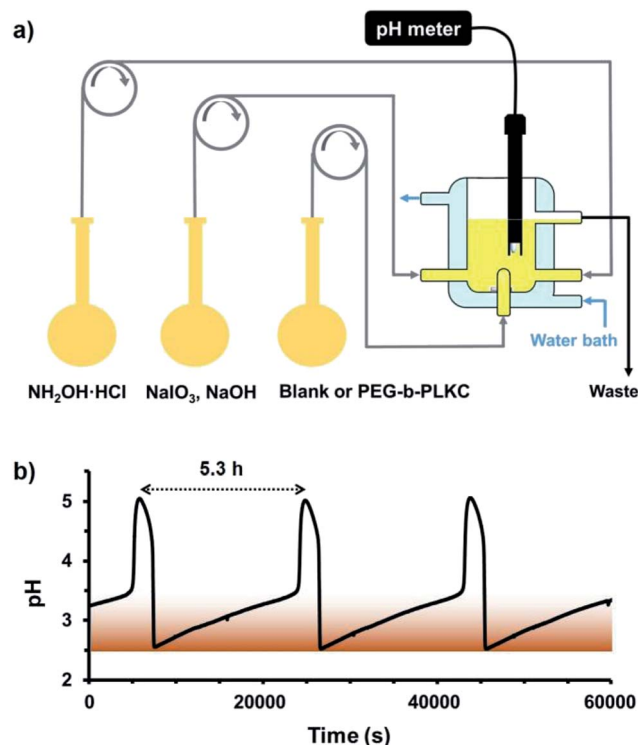 a)
pH meter
Water bath
NH₂OH·HCl
NaIO₃, NaOH
Blank or PEG-b-PLKC
Waste
b)
5.3 h
5
4
3
2
pH
0
20000
40000
60000
Time (s)